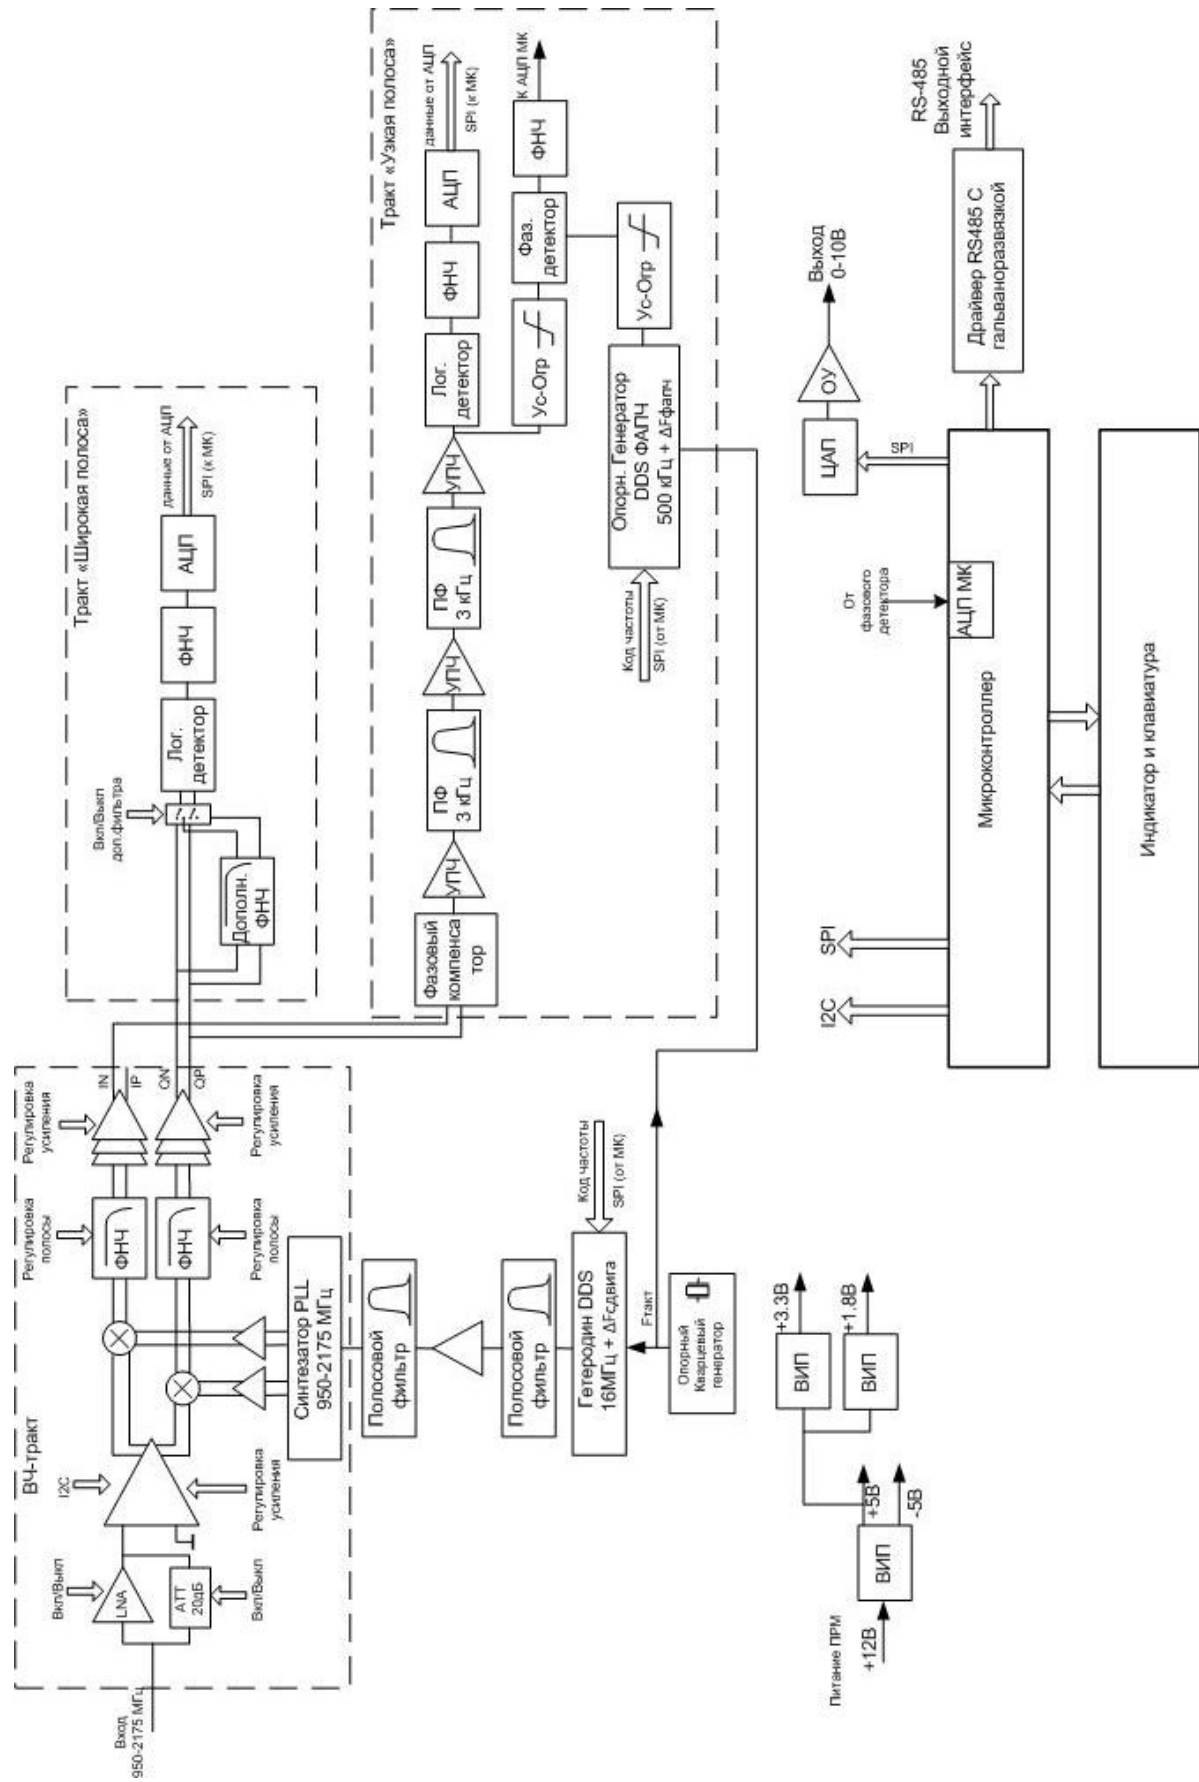 Вход
950-2175 МГц
ВЧ-тракт
Вкл/Выкл
LNA
АТТ
20дБ
Вкл/Выкл
I2C
Регулировка
усиления
Регулировка
полосы
ФНЧ
ФНЧ
Регулировка
полосы
Регулировка
усиления
IN
IP
QN
QP
Регулировка
усиления
Синтезатор PLL
950-2175 МГц
Тракт «Широкая полоса»
Вкл/Выкл
доп.фильтра
Дополн.
ФНЧ
Лог.
детектор
ФНЧ
АЦП
данные от АЦП
SPI (к МК)
Тракт «Узкая полоса»
Фазовый
компенса
тор
УПЧ
ПФ
3 кГц
УПЧ
ПФ
3 кГц
УПЧ
Лог.
детектор
ФНЧ
АЦП
данные от АЦП
SPI (к МК)
Ус-Огр
Фаз.
детектор
ФНЧ
К АЦП МК
Код частоты
SPI (от МК)
Опорн. Генератор
DDS ФАПЧ
500 кГц + ΔFфапч
Ус-Огр
Полосовой
фильтр
Полосовой
фильтр
Код частоты
SPI (от МК)
Гетеродин DDS
16МГц + ΔFсдвига
Fтакт
Опорный
Кварцевый
генератор
Питание ПРМ
+12В
ВИП
+5В
-5В
ВИП
+3.3В
ВИП
+1.8В
I2C
SPI
От
фазового
детектора
АЦП МК
Микроконтроллер
SPI
ЦАП
ОУ
Выход
0-10В
Драйвер RS485 С
гальваноразвязкой
RS-485
Выходной
интерфейс
Индикатор и клавиатура